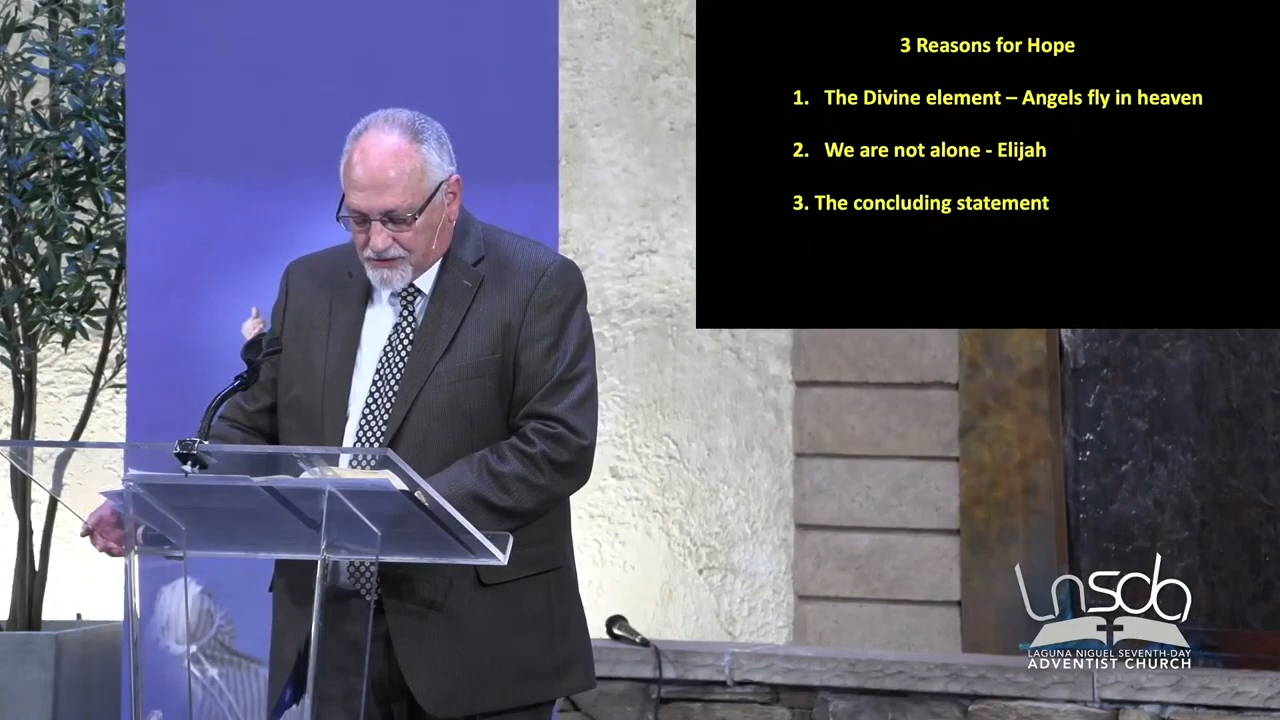 3 Reasons for Hope
1. The Divine element – Angels fly in heaven
2. We are not alone - Elijah
3. The concluding statement
Lnsda
LAGUNA NIGUEL SEVENTH-DAY
ADVENTIST CHURCH